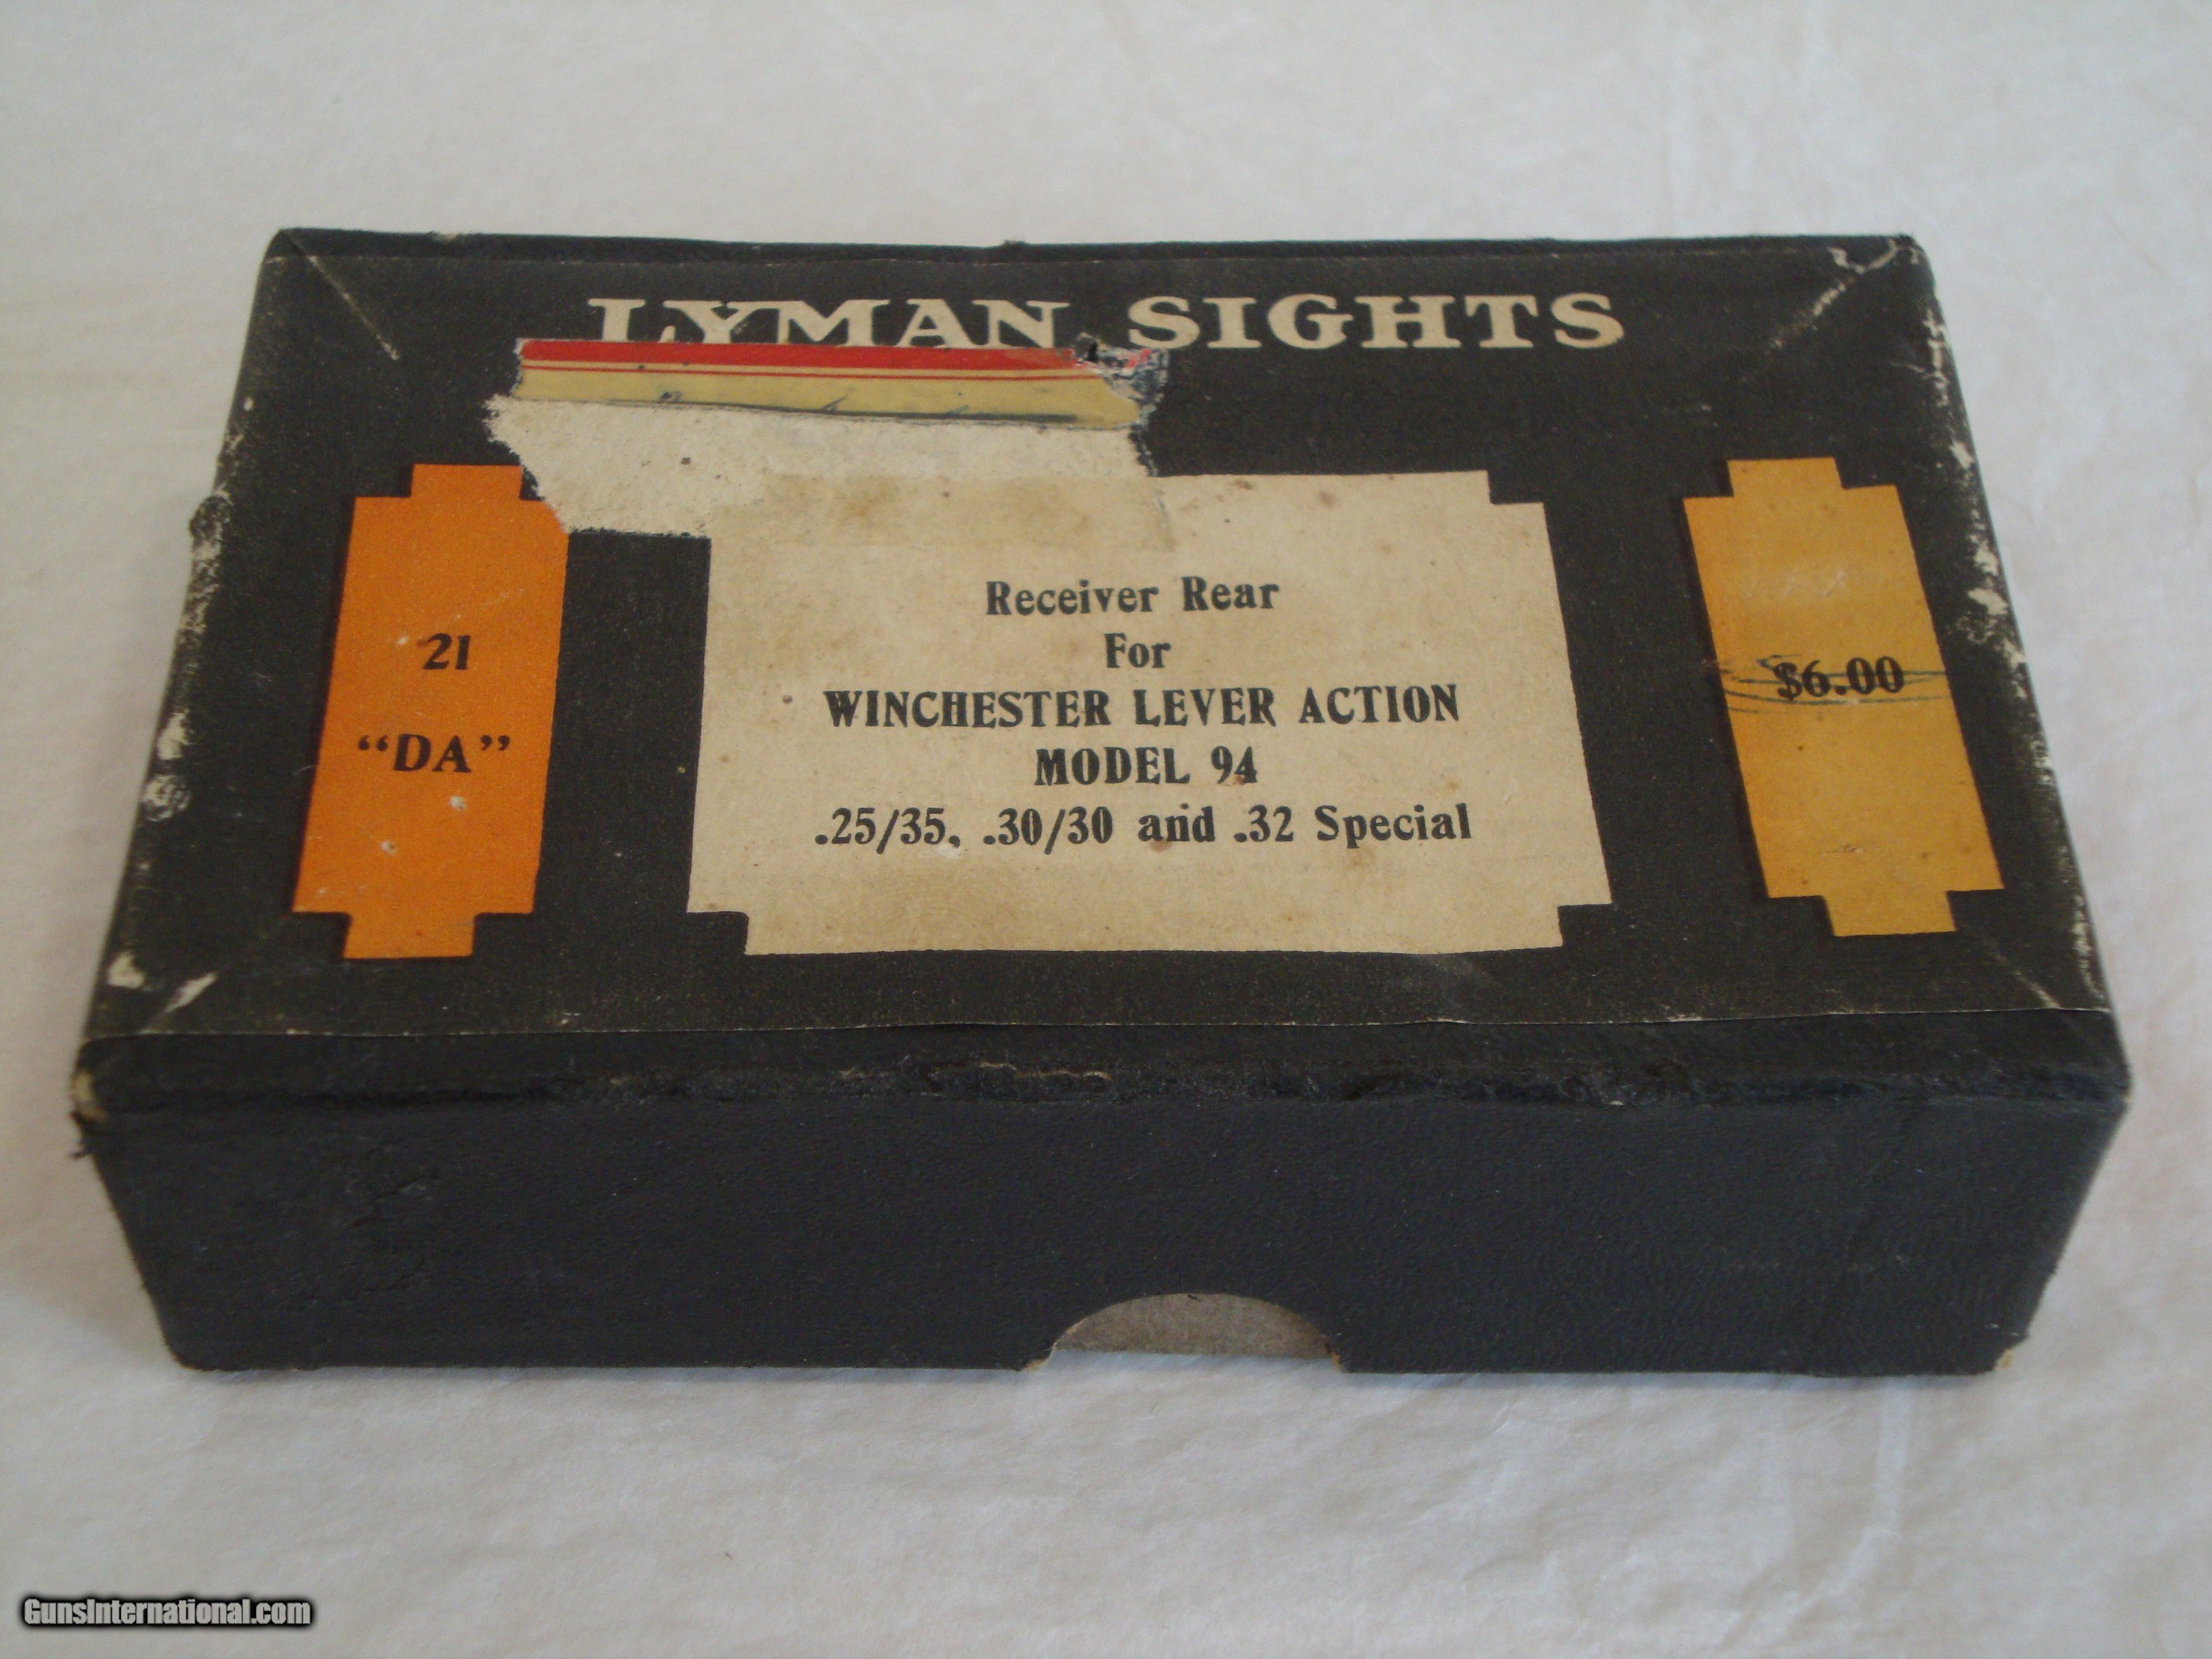 LYMAN SIGHTS
21
"DA"
Receiver Rear
For
WINCHESTER LEVER ACTION
MODEL 94
.25/35, .30/30 and .32 Special
$6.00
GunsInternational.com